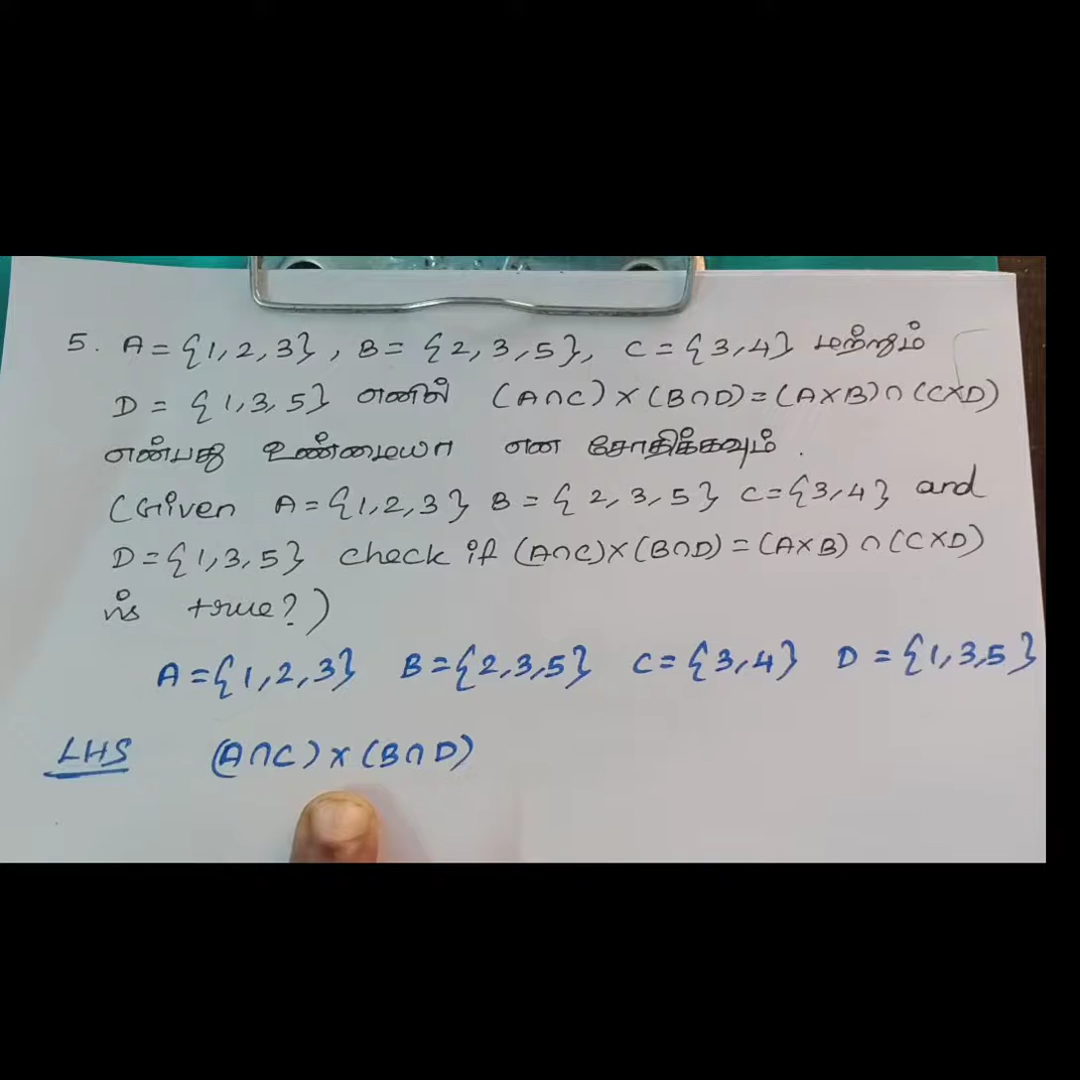 5. A = {1, 2, 3}, B = {2, 3, 5}, C = {3, 4} மற்றும்
D = {1, 3, 5} எனில் (A∩C) × (B∩D) = (A×B) ∩ (C×D)
என்பது உண்மையா என சோதிக்கவும்.
(Given A = {1, 2, 3} B = {2, 3, 5} C = {3, 4} and
D = {1, 3, 5} check if (A∩C) × (B∩D) = (A×B) ∩ (C×D)
is true?)
A = {1, 2, 3} B = {2, 3, 5} C = {3, 4} D = {1, 3, 5}
LHS (A∩C) × (B∩D)